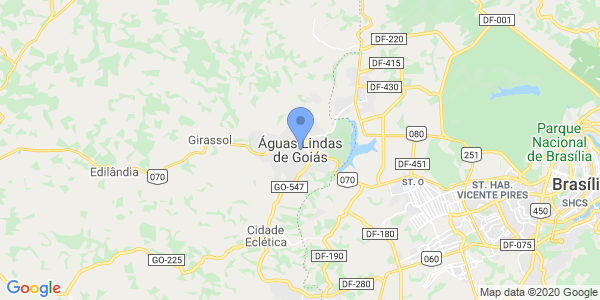 DF-001
DF-220
DF-415
DF-430
Parque
Nacional
de Brasília
080
Girassol
Águas Lindas
de Goiás
251
DF-451
Edilândia
070
070
ST. O
GO-547
ST. HAB.
VICENTE PIRES
Brasíli
SHCS
450
Cidade
Eclética
DF-180
DF-075
GO-225
DF-190
060
DF-280
Google
Map data ©2020 Google